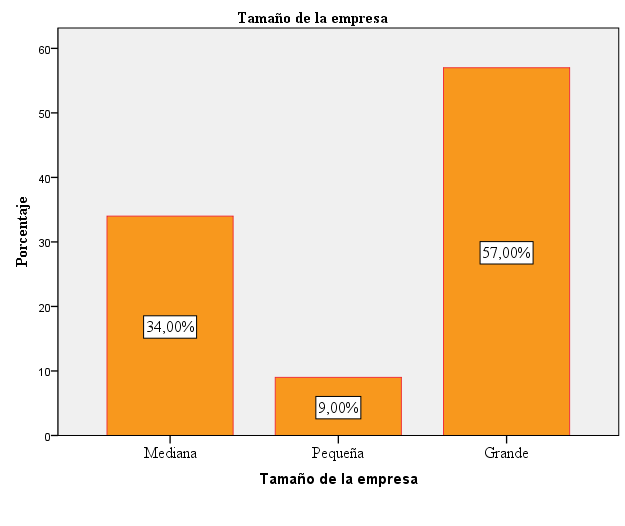 Tamaño de la empresa
Porcentaje
60
50
40
30
20
10
0
34,00%
9,00%
57,00%
Mediana
Pequeña
Grande
Tamaño de la empresa